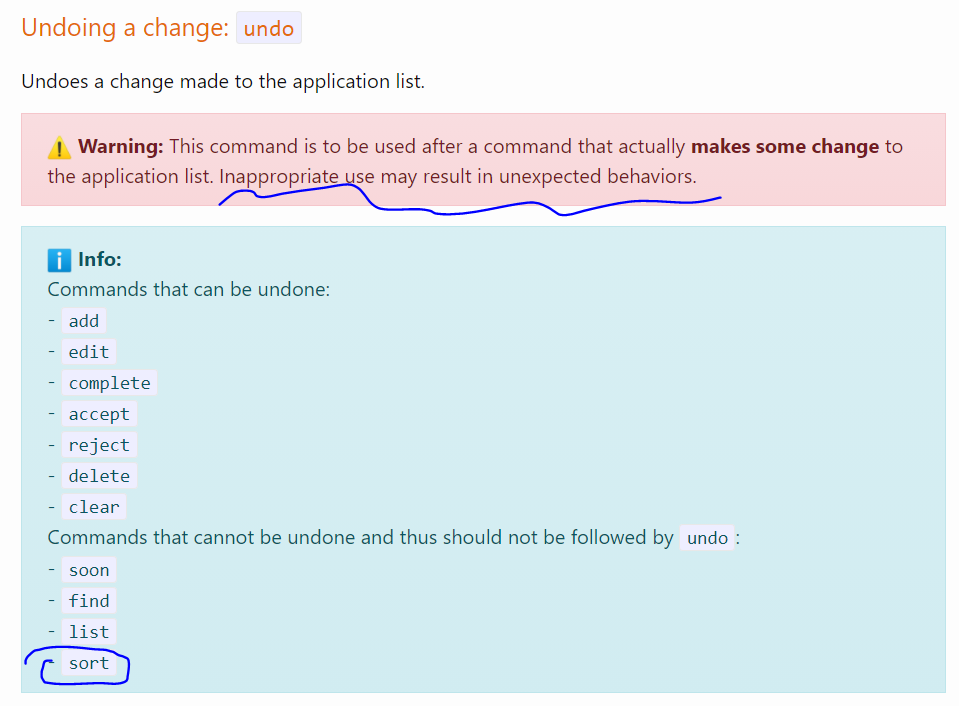 Undoing a change: undo
Undoes a change made to the application list.
⚠️ Warning: This command is to be used after a command that actually makes some change to
the application list. Inappropriate use may result in unexpected behaviors.
ℹ️ Info:
Commands that can be undone:
- add
- edit
- complete
- accept
- reject
- delete
- clear
Commands that cannot be undone and thus should not be followed by undo :
- soon
- find
- list
- sort